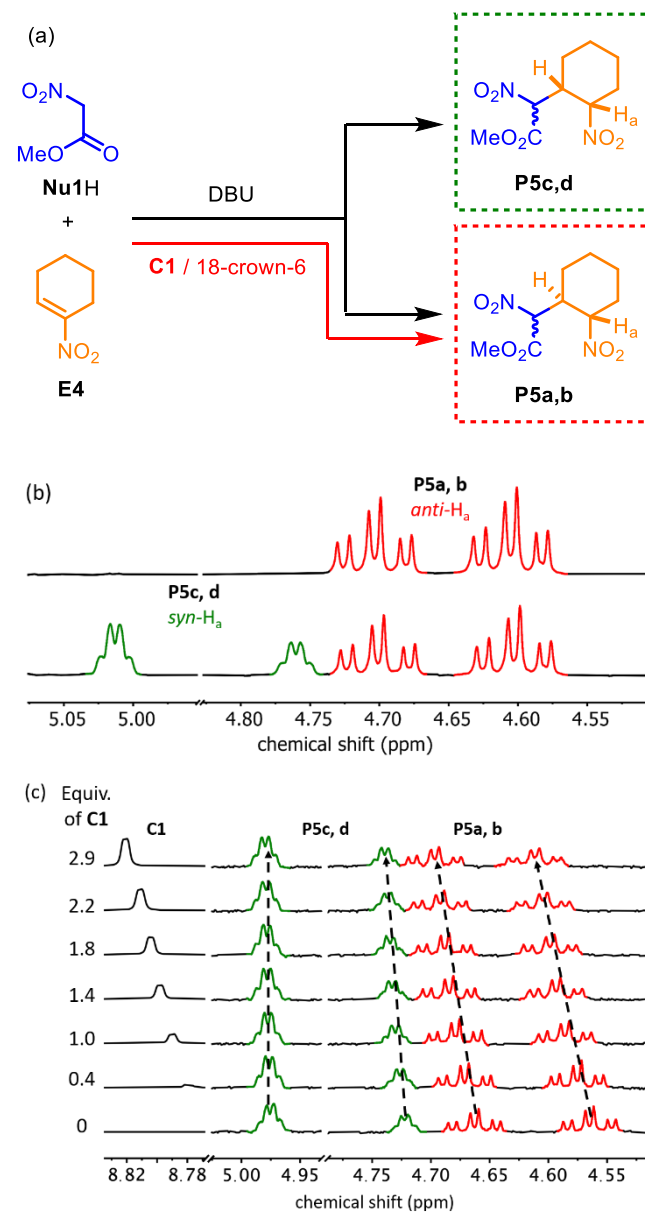 (a)
O₂N
MeO
O
Nu1H
+
NO₂
E4
DBU
C1 / 18-crown-6
H
O₂N
Hₐ
MeO₂C
NO₂
P5c,d
H
O₂N
Hₐ
MeO₂C
NO₂
P5a,b
(b)
P5a, b
anti-Hₐ
P5c, d
syn-Hₐ
5.05 5.00 4.80 4.75 4.70 4.65 4.60 4.55
chemical shift (ppm)
(c)
Equiv.
of C1
C1 P5c, d P5a, b
2.9
2.2
1.8
1.4
1.0
0.4
0
8.82 8.78 5.00 4.95 4.75 4.70 4.65 4.60 4.55
chemical shift (ppm)